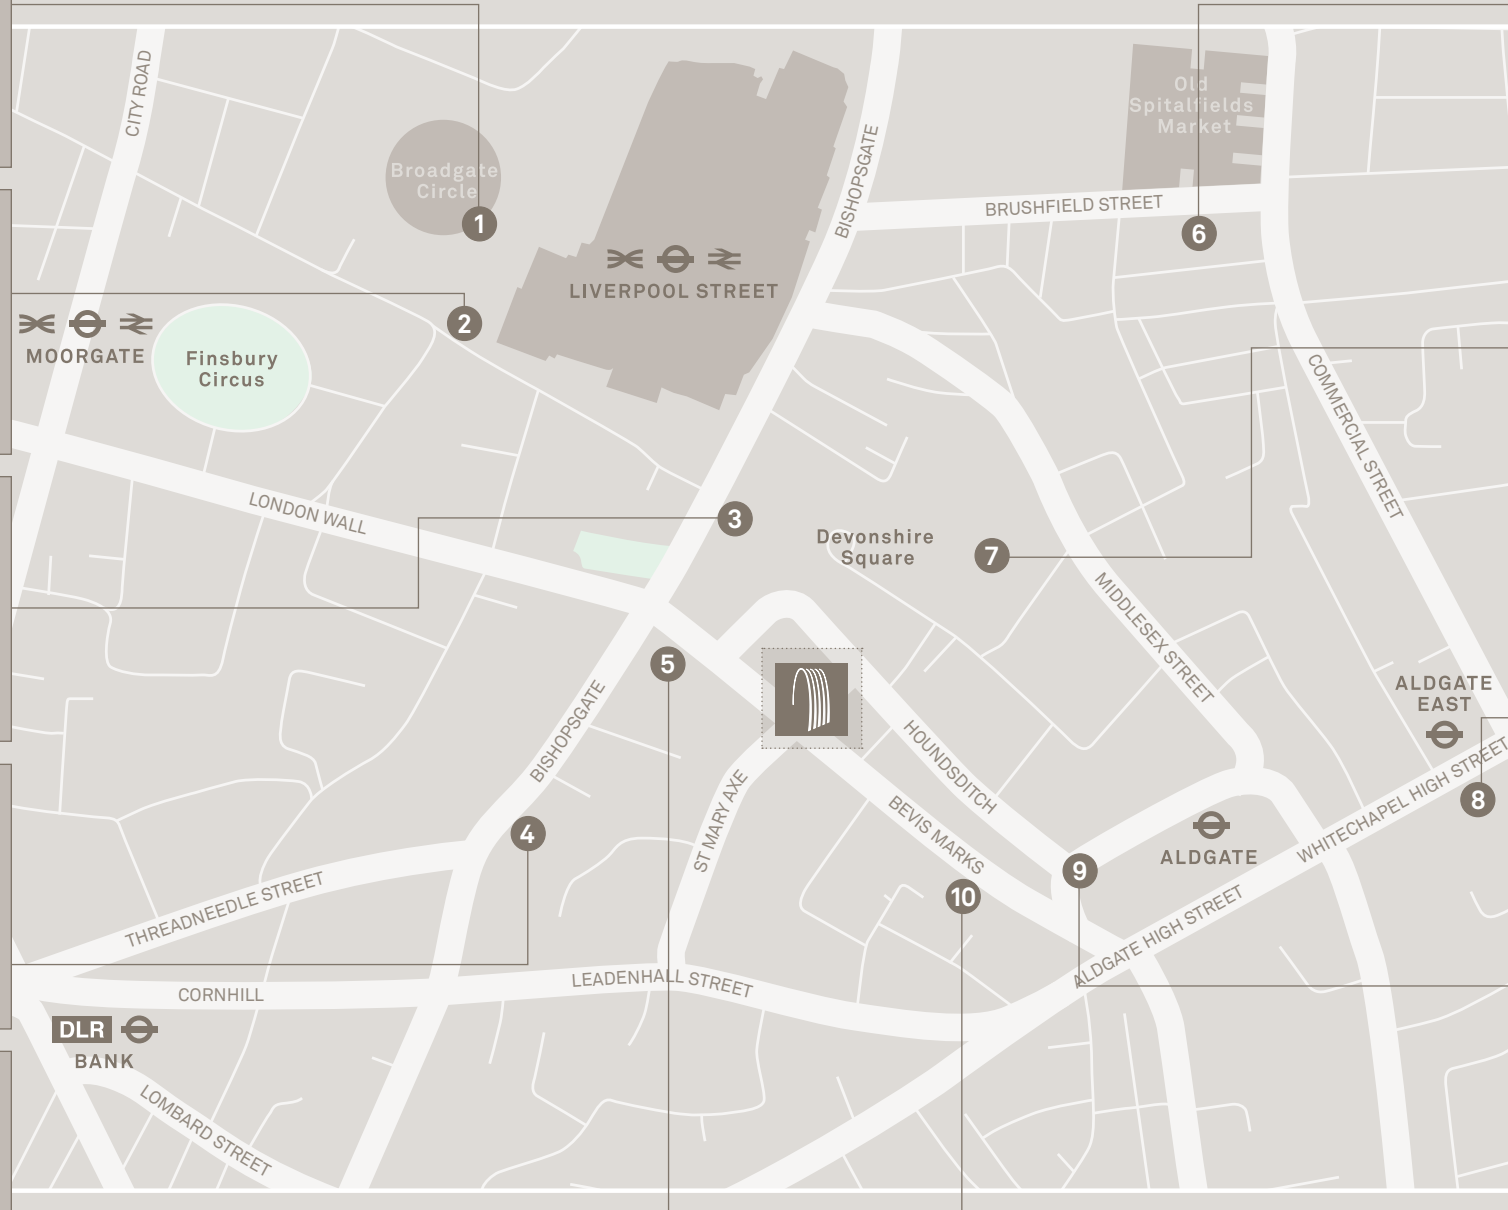 CITY ROAD
Old
Spitalfields
Market
Broadgate
Circle
1
BISHOPSGATE
BRUSHFIELD STREET
6
LIVERPOOL STREET
2
MOORGATE
Finsbury
Circus
COMMERCIAL STREET
LONDON WALL
3
Devonshire
Square
7
MIDDLESEX STREET
5
ALDGATE
EAST
BISHOPSGATE
HOUNDSDITCH
WHITECHAPEL HIGH STREET
8
ST MARY AXE
BEVIS MARKS
4
ALDGATE
9
10
THREADNEEDLE STREET
ALDGATE HIGH STREET
LEADENHALL STREET
CORNHILL
DLR
BANK
LOMBARD STREET